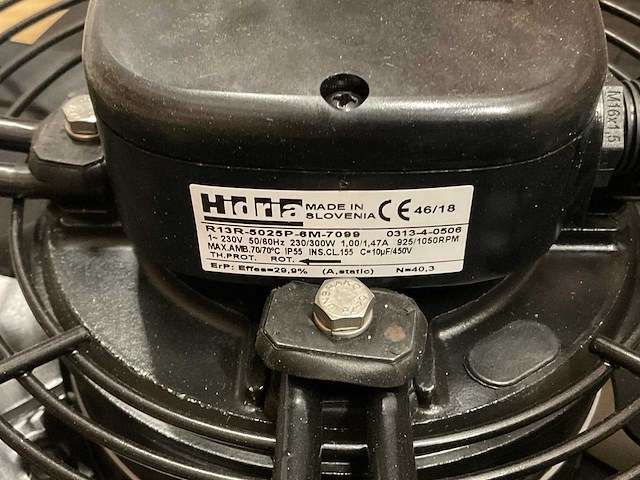 Hidria MADE IN SLOVENIA CE 46/18
R13R-5025P-6M-7099 0313-4-0506
1~ 230V 50/60Hz 230/300W 1,00/1,47A 925/1050RPM
MAX.AMB.70/70°C IP55 INS.CL.155 C=10µF/450V
TH.PROT. ROT.
ErP: Effes=29,9% (A,static) N=40,3
M16x1,5